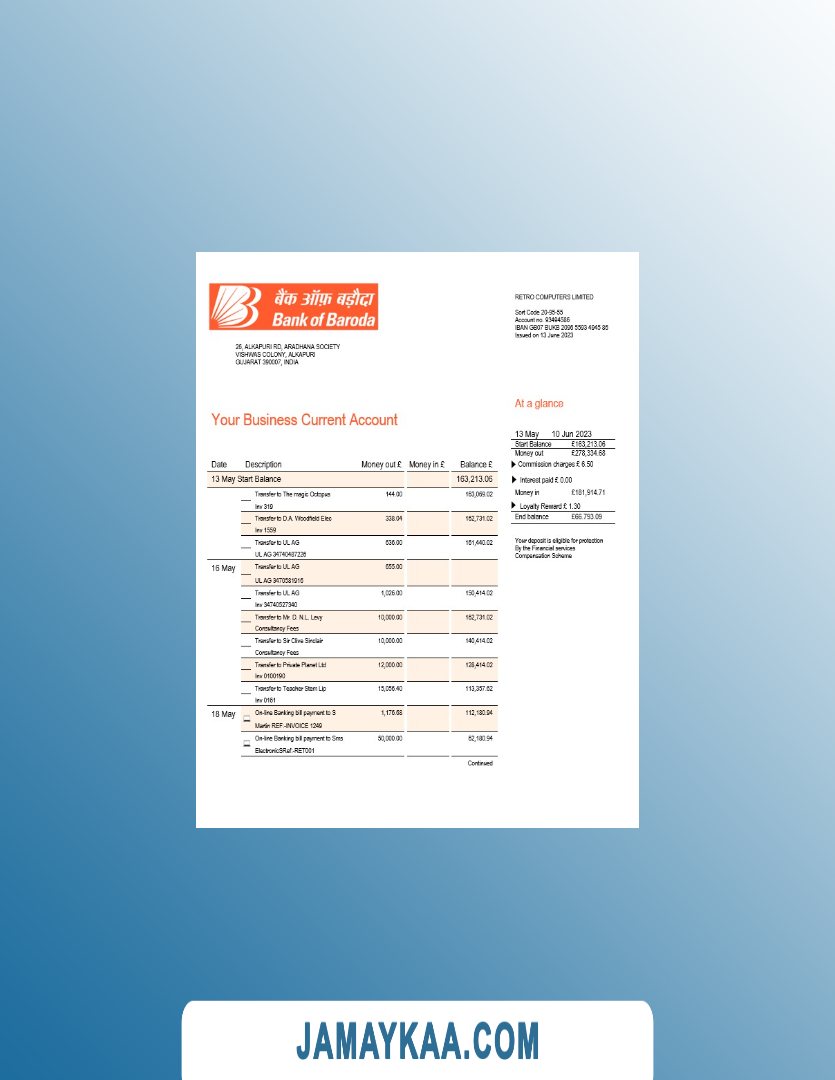 बैंक ऑफ़ बड़ौदा
Bank of Baroda
RETRO COMPUTERS LIMITED
Sort Code 20-95-55
Account no. 93494586
IBAN GB07 BUKB 2096 5593 4945 86
Issued on 13 June 2023
26, ALKAPURI RD, ARADHANA SOCIETY
VISHWAS COLONY, ALKAPURI
GUJARAT 390007, INDIA
At a glance
Your Business Current Account
13 May 10 Jun 2023
Start Balance £163,213.06
Money out £278,334.68
Commission charges £ 6.50
Interest paid £ 0.00
Money in £181,914.71
Loyalty Reward £ 1.30
End balance £66.793.09
Your deposit is eligible for protection
By the Financial services
Compensation Scheme
Date Description Money out £ Money in £ Balance £
13 May Start Balance 163,213.06
Transfer to The magic Octopus 144.00 163,069.02
Inv 319
Transfer to D.A. Woodfield Elec 338.04 162,731.02
Inv 1559
Transfer to UL AG 636.00 161,440.02
UL AG 34740487226
16 May Transfer to UL AG 655.00
UL AG 3470531916
Transfer to UL AG 1,026.00 150,414.02
Inv 34740527340
Transfer to Mr. D. N.L. Levy 10,000.00 162,731.02
Consultancy Fees
Transfer to Sir Clive Sinclair 10,000.00 140,414.02
Consultancy Fees
Transfer to Private Planet Ltd 12,000.00 128,414.02
Inv 0100190
Transfer to Teacher Stern Llp 15,056.40 113,357.62
Inv 0161
18 May On-line Banking bill payment to S 1,176.68 112,180.94
Martin REF:-INVOICE 1249
On-line Banking bill payment to Sms 50,000.00 62,180.94
ElectronicSRef:-RET001
Continued
JAMAYKAA.COM